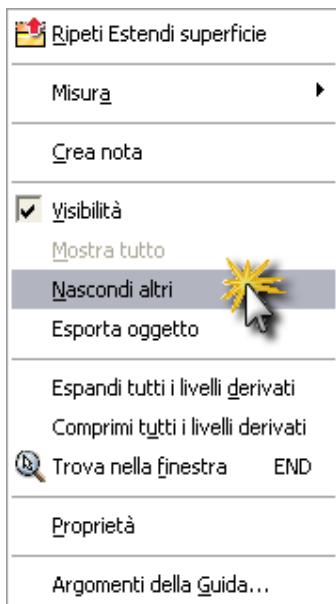 Ripeti Estendi superficie
Misura
Crea nota
Visibilità
Mostra tutto
Nascondi altri
Esporta oggetto
Espandi tutti i livelli derivati
Comprimi tutti i livelli derivati
Trova nella finestra END
Proprietà
Argomenti della Guida...